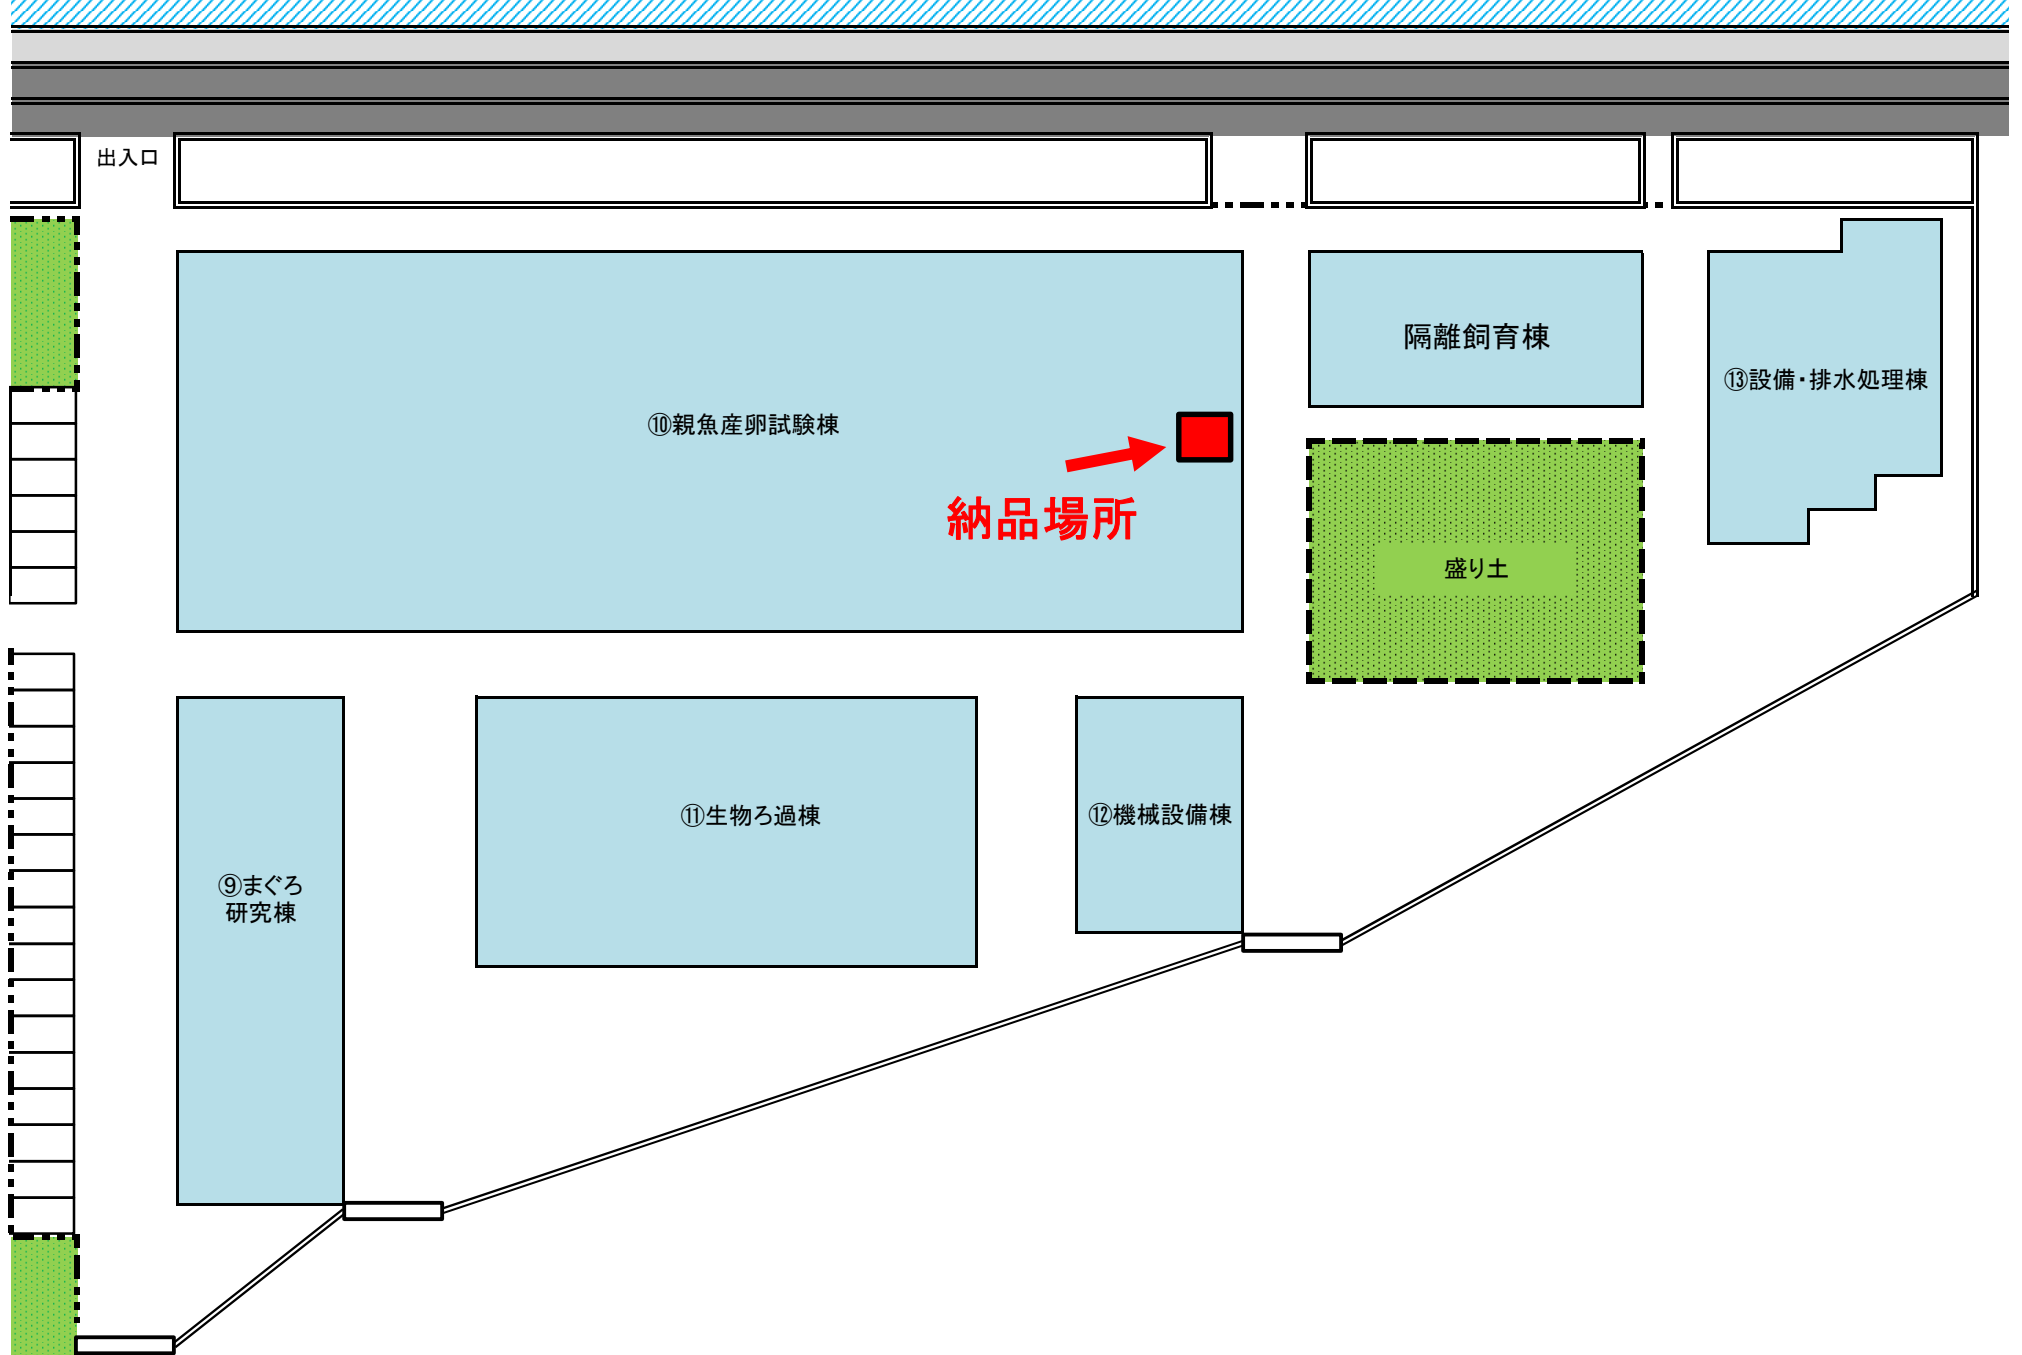 出入口
隔離飼育棟
⑬設備・排水処理棟
⑩親魚産卵試験棟
納品場所
盛り土
⑪生物ろ過棟
⑫機械設備棟
⑨まぐろ
研究棟